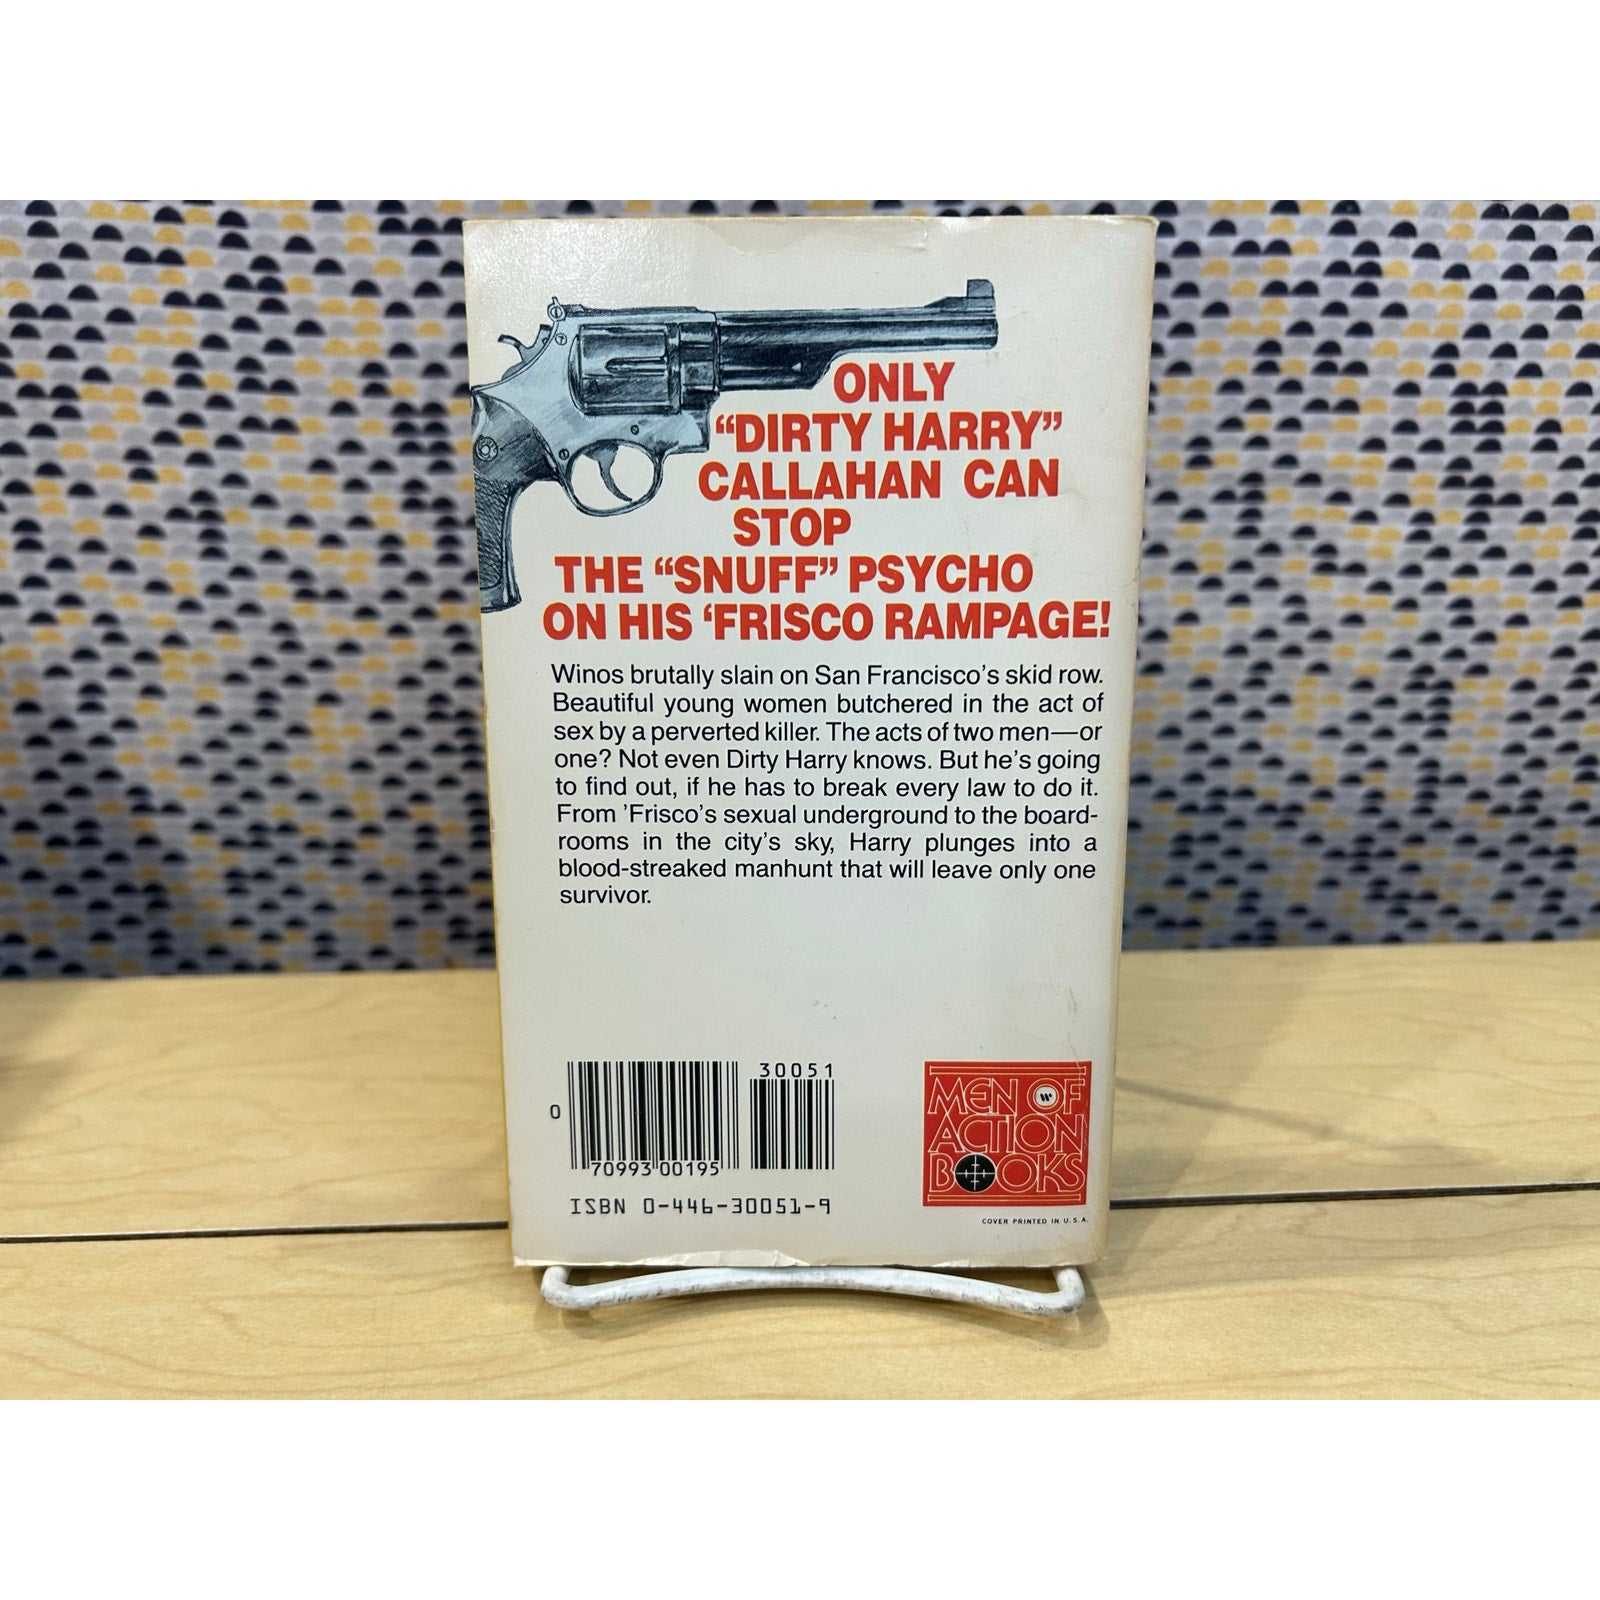 ONLY
“DIRTY HARRY”
CALLAHAN CAN
STOP
THE “SNUFF” PSYCHO
ON HIS ‘FRISCO RAMPAGE!
Winos brutally slain on San Francisco’s skid row.
Beautiful young women butchered in the act of
sex by a perverted killer. The acts of two men—or
one? Not even Dirty Harry knows. But he’s going
to find out, if he has to break every law to do it.
From ’Frisco’s sexual underground to the board-
rooms in the city’s sky, Harry plunges into a
blood-streaked manhunt that will leave only one
survivor.
30051
0
70993 00195
ISBN 0-446-30051-9
MEN OF
W
ACTION
BOOKS
COVER PRINTED IN U.S.A.